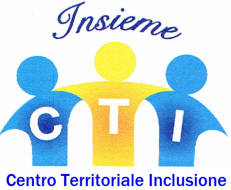 Insieme
C T I
Centro Territoriale Inclusione